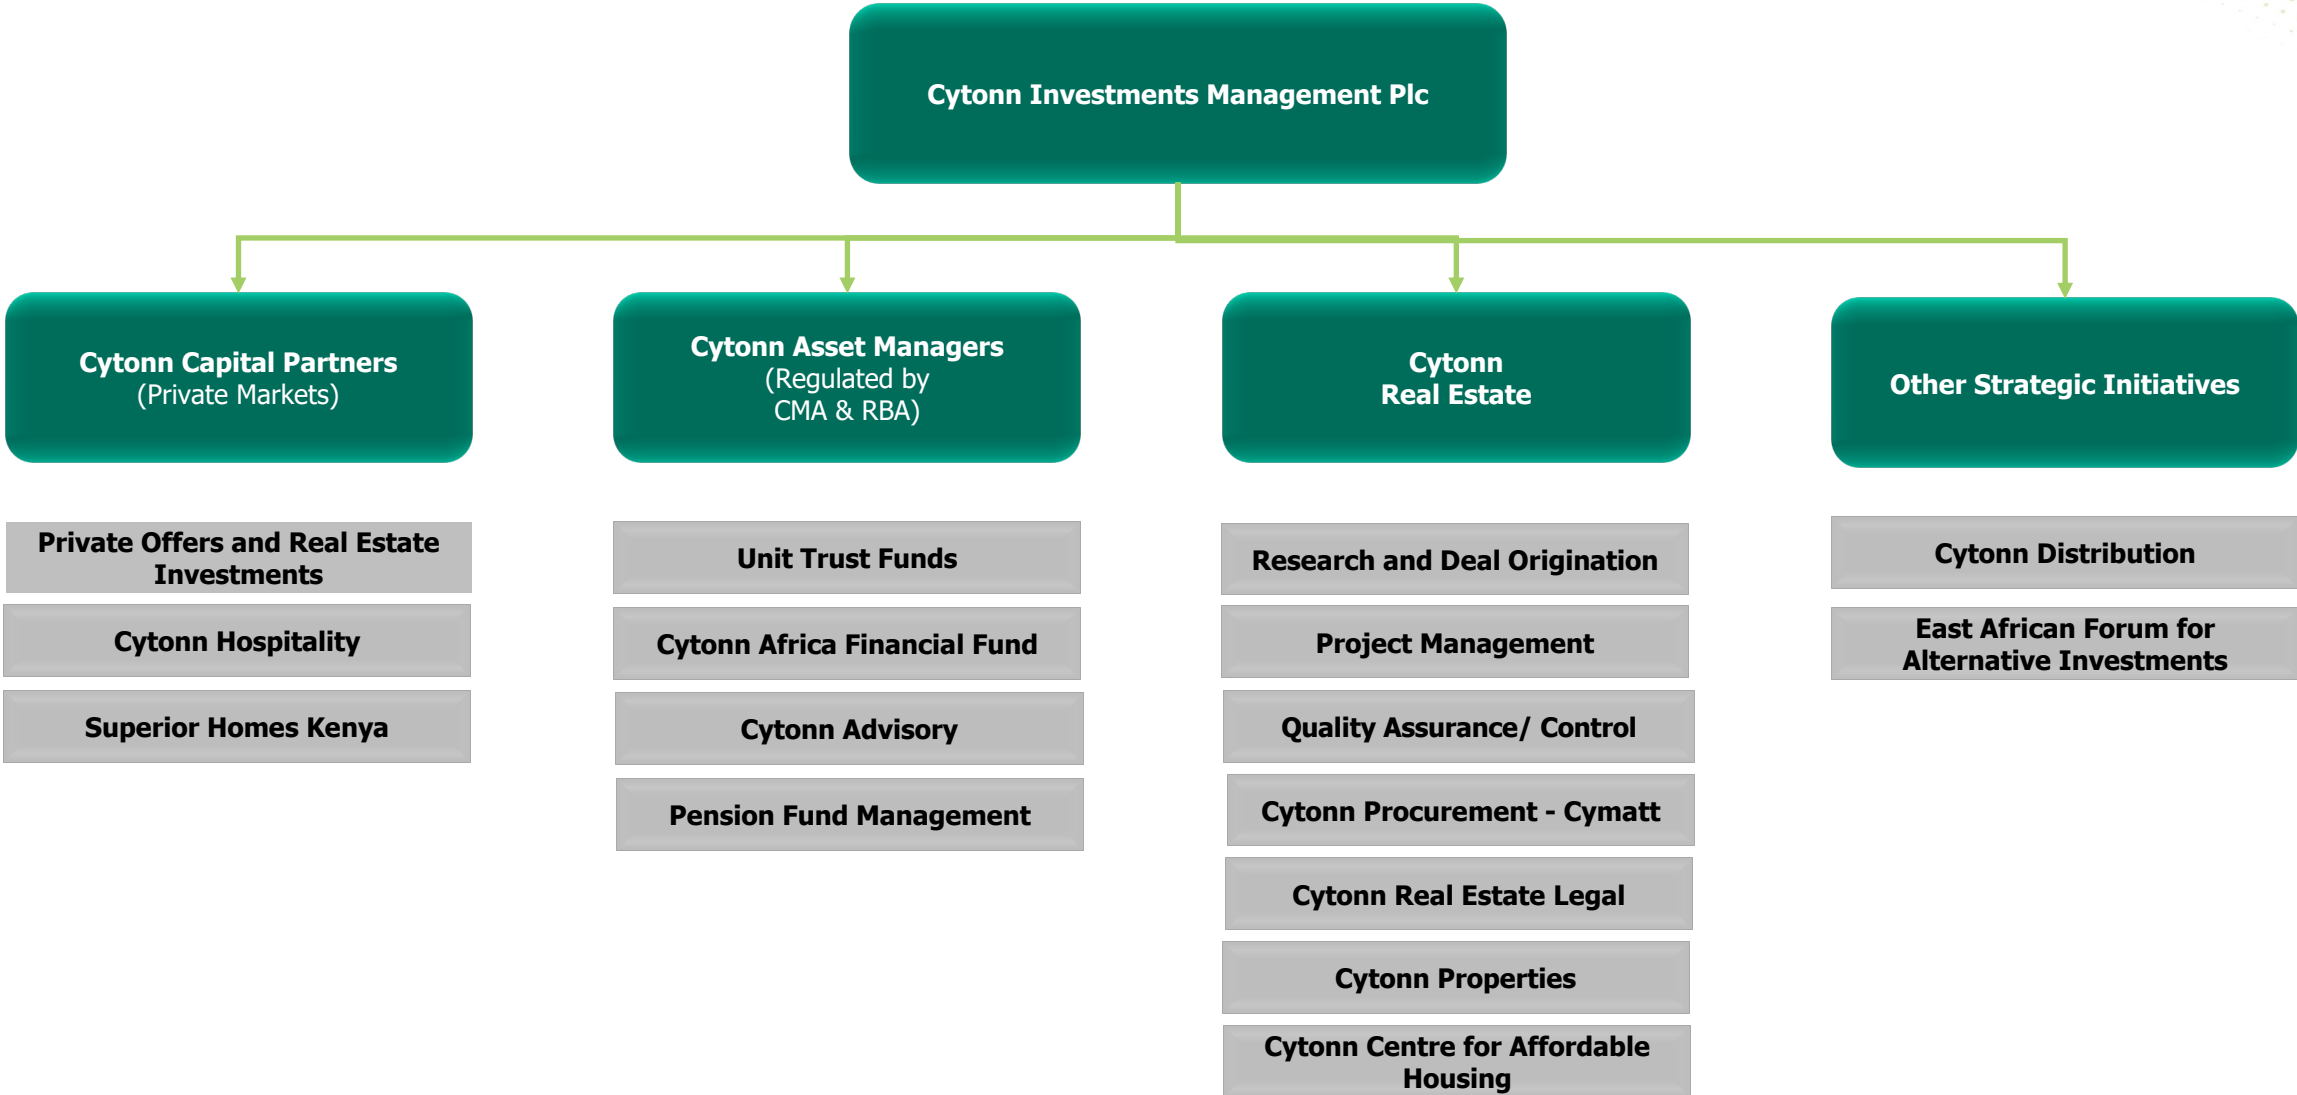 Cytonn Investments Management Plc
Cytonn Capital Partners
(Private Markets)
Cytonn Asset Managers
(Regulated by
CMA & RBA)
Cytonn
Real Estate
Other Strategic Initiatives
Private Offers and Real Estate
Investments
Cytonn Hospitality
Superior Homes Kenya
Unit Trust Funds
Cytonn Africa Financial Fund
Cytonn Advisory
Pension Fund Management
Research and Deal Origination
Project Management
Quality Assurance/ Control
Cytonn Procurement - Cymatt
Cytonn Real Estate Legal
Cytonn Properties
Cytonn Centre for Affordable
Housing
Cytonn Distribution
East African Forum for
Alternative Investments